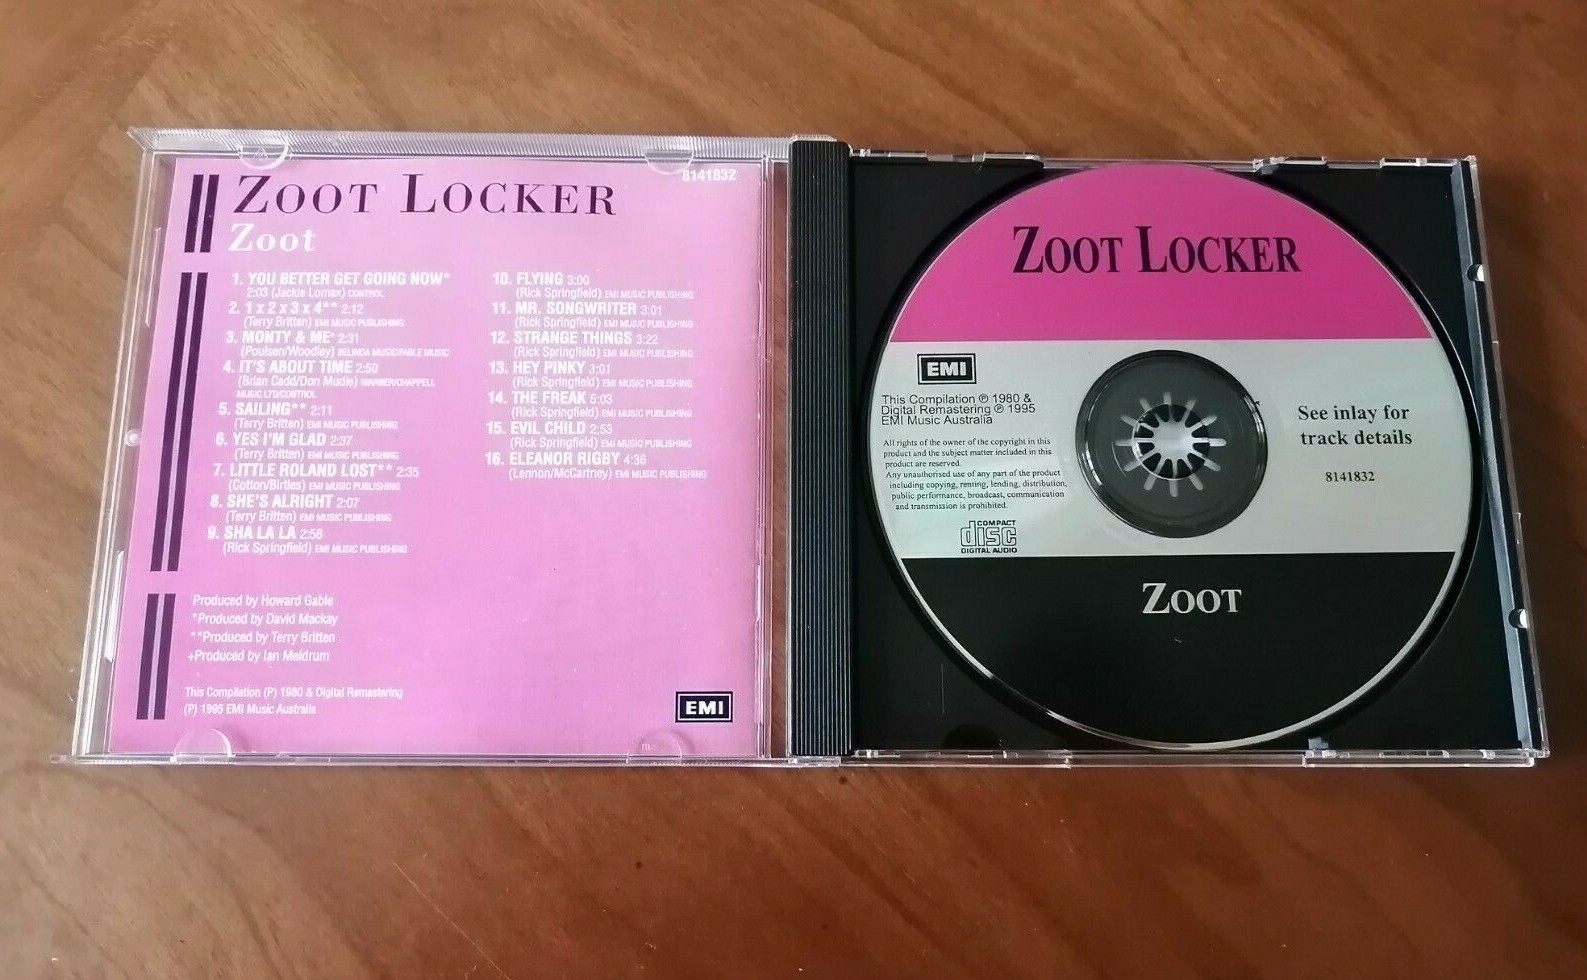 ZOOT LOCKER
8141832
Zoot
1. YOU BETTER GET GOING NOW*
2:03 (Jackie Lomax) CONTROL
2. 1 x 2 x 3 x 4** 2:12
(Terry Britten) EMI MUSIC PUBLISHING
3. MONTY & ME* 2:31
(Poulsen/Woodley) BELINDA MUSIC/FABLE MUSIC
4. IT'S ABOUT TIME 2:50
(Brian Cadd/Don Mudie) WARNER/CHAPPELL
MUSIC LTD/CONTROL
5. SAILING** 2:11
(Terry Britten) EMI MUSIC PUBLISHING
6. YES I'M GLAD 2:37
(Terry Britten) EMI MUSIC PUBLISHING
7. LITTLE ROLAND LOST** 2:35
(Cotton/Birtles) EMI MUSIC PUBLISHING
8. SHE'S ALRIGHT 2:07
(Terry Britten) EMI MUSIC PUBLISHING
9. SHA LA LA 2:58
(Rick Springfield) EMI MUSIC PUBLISHING
10. FLYING 3:00
(Rick Springfield) EMI MUSIC PUBLISHING
11. MR. SONGWRITER 3:01
(Rick Springfield) EMI MUSIC PUBLISHING
12. STRANGE THINGS 3:22
(Rick Springfield) EMI MUSIC PUBLISHING
13. HEY PINKY 3:01
(Rick Springfield) EMI MUSIC PUBLISHING
14. THE FREAK 5:03
(Rick Springfield) EMI MUSIC PUBLISHING
15. EVIL CHILD 2:53
(Rick Springfield) EMI MUSIC PUBLISHING
16. ELEANOR RIGBY 4:36
(Lennon/McCartney) EMI MUSIC PUBLISHING
Produced by Howard Gable
*Produced by David Mackay
**Produced by Terry Britten
+Produced by Ian Meldrum
This Compilation (P) 1980 & Digital Remastering
(P) 1995 EMI Music Australia
EMI
ZOOT LOCKER
EMI
This Compilation ℗ 1980 &
Digital Remastering ℗ 1995
EMI Music Australia
All rights of the owner of the copyright in this
product and the subject matter included in this
product are reserved.
Any unauthorised use of any part of the product
including copying, renting, lending, distribution,
public performance, broadcast, communication
and transmission is prohibited.
COMPACT
disc
DIGITAL AUDIO
See inlay for
track details
8141832
ZOOT